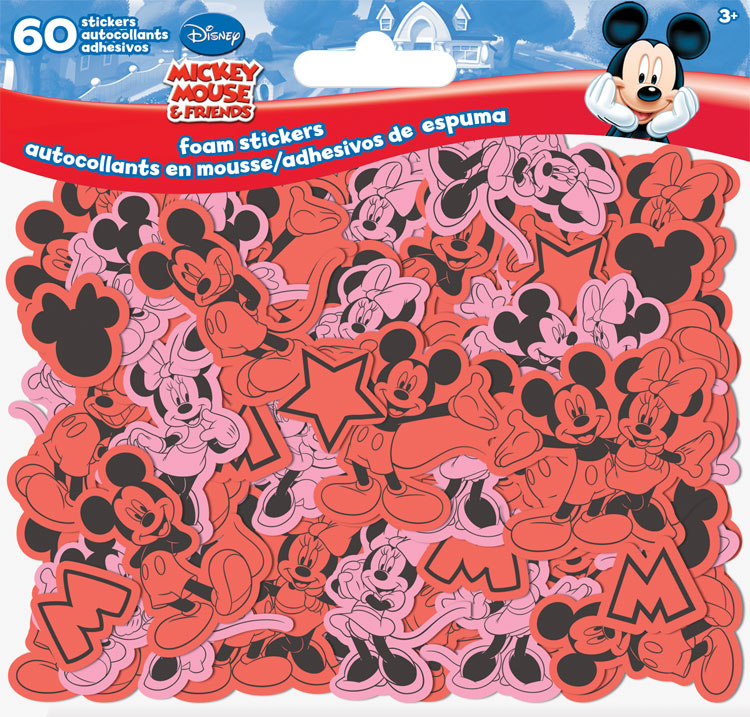 60 stickers
autocollants
adhesivos
Disney
MICKEY
MOUSE
& FRIENDS
3+
foam stickers
autocollants en mousse/adhesivos de espuma
M
M
M
M